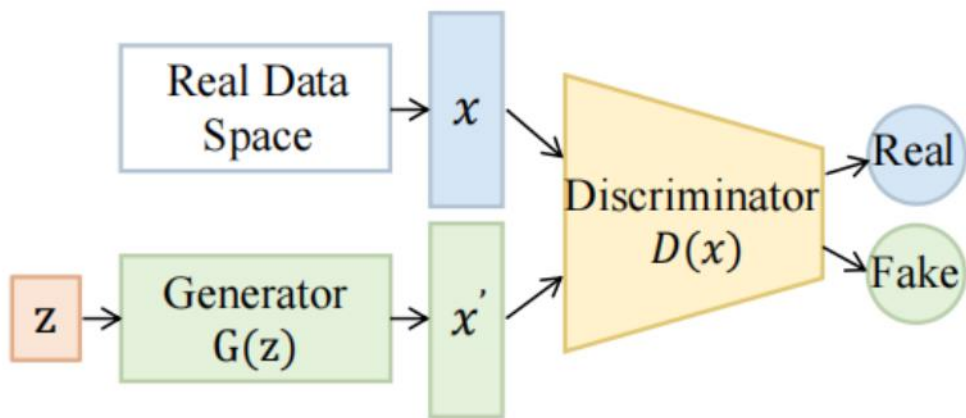 Real Data
Space
x
Real
Discriminator
D(x)
z
Generator
G(z)
x'
Fake